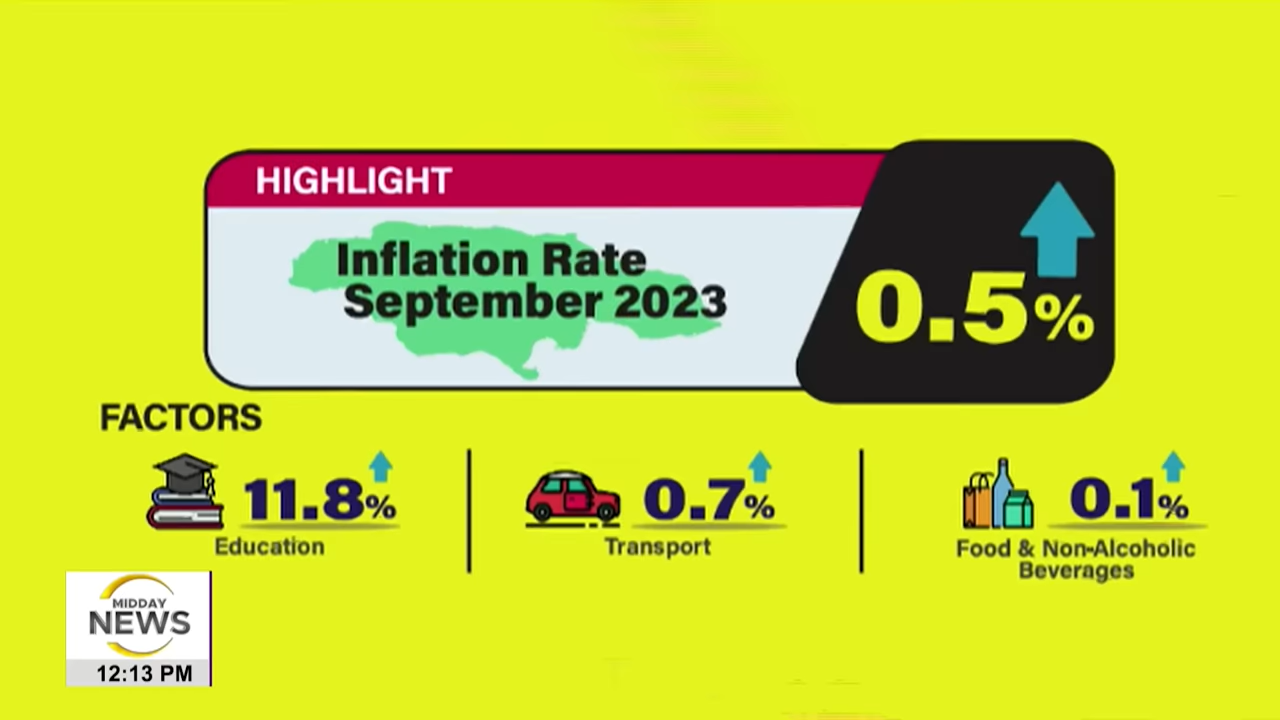 HIGHLIGHT
Inflation Rate
September 2023
0.5%
FACTORS
11.8%
Education
0.7%
Transport
0.1%
Food & Non-Alcoholic
Beverages
MIDDAY
NEWS
12:13 PM